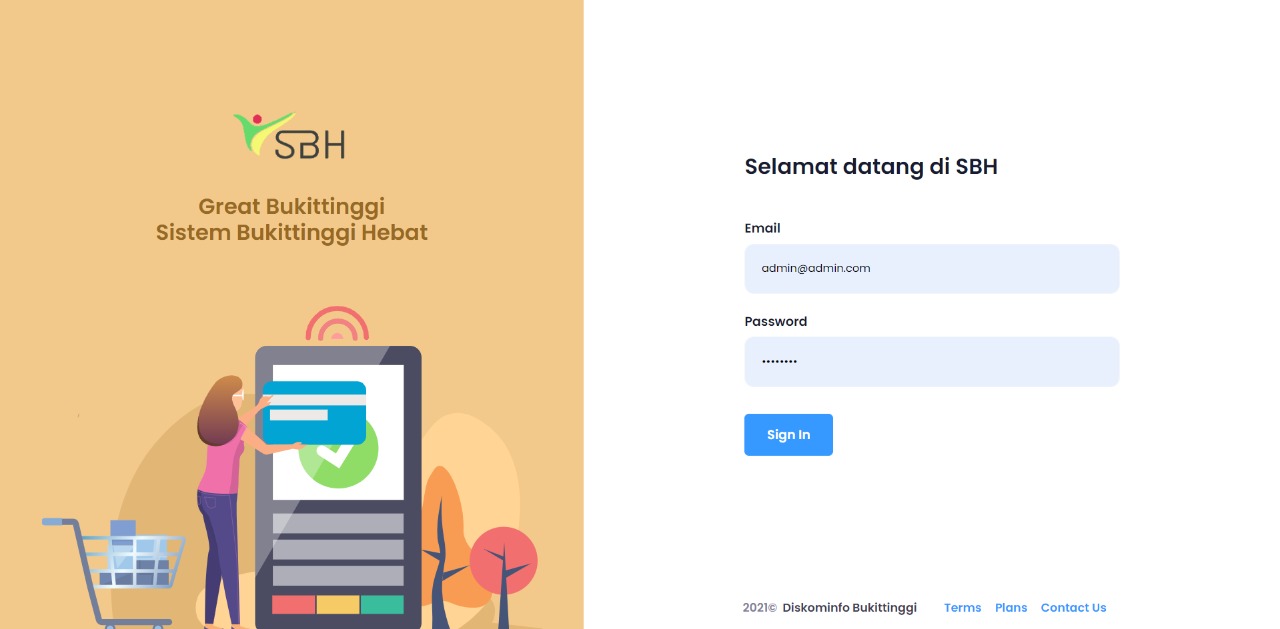 SBH
Great Bukittinggi
Sistem Bukittinggi Hebat
Selamat datang di SBH
Email
admin@admin.com
Password
••••••••
Sign In
2021© Diskominfo Bukittinggi Terms Plans Contact Us